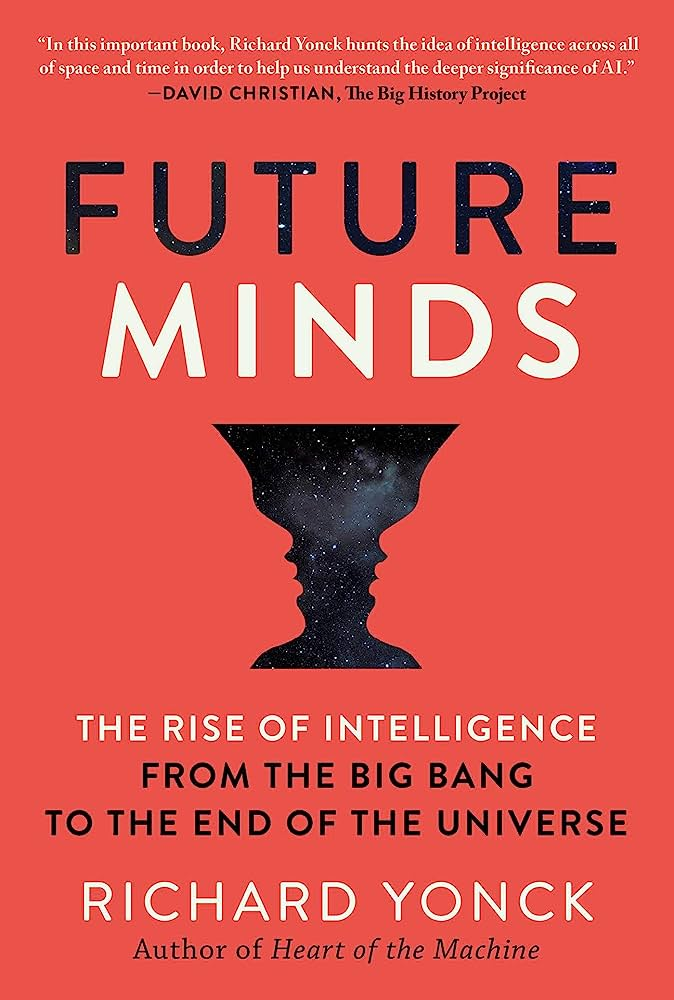 “In this important book, Richard Yonck hunts the idea of intelligence across all
of space and time in order to help us understand the deeper significance of AI.”
—DAVID CHRISTIAN, The Big History Project
FUTURE
MINDS
THE RISE OF INTELLIGENCE
FROM THE BIG BANG
TO THE END OF THE UNIVERSE
RICHARD YONCK
Author of Heart of the Machine